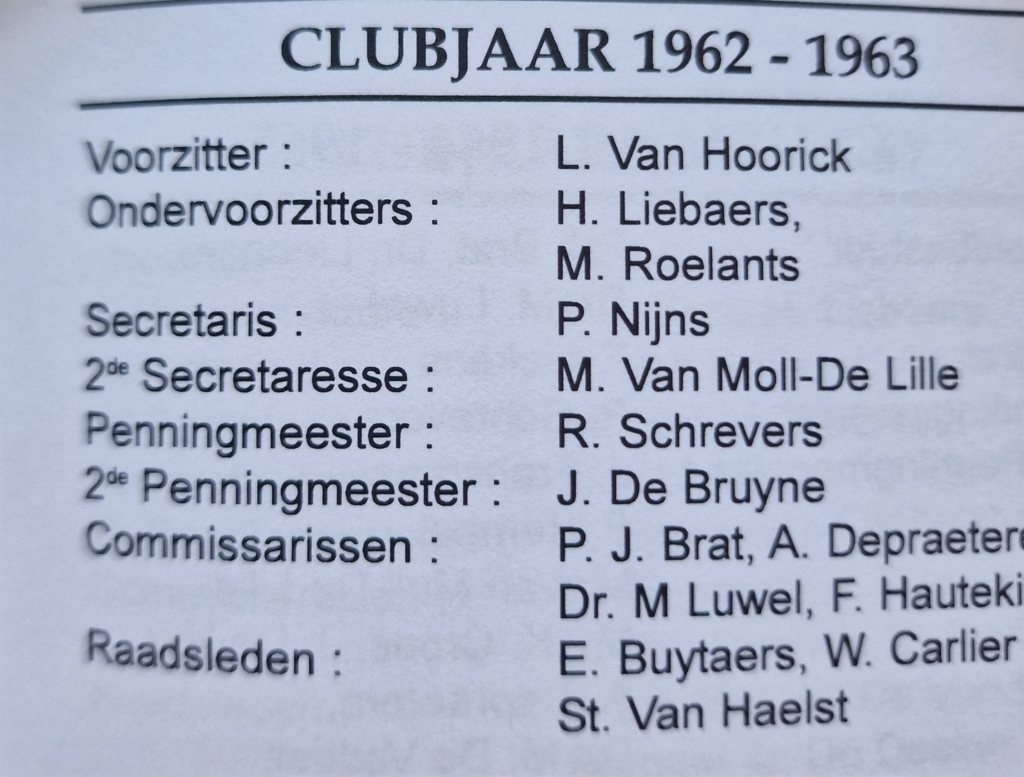 CLUBJAAR 1962 - 1963
Voorzitter : L. Van Hoorick
Ondervoorzitters : H. Liebaers,
M. Roelants
Secretaris : P. Nijns
2de Secretaresse : M. Van Moll-De Lille
Penningmeester : R. Schrevers
2de Penningmeester : J. De Bruyne
Commissarissen : P. J. Brat, A. Depraetere
Dr. M Luwel, F. Hauteki
Raadsleden : E. Buytaers, W. Carlier
St. Van Haelst